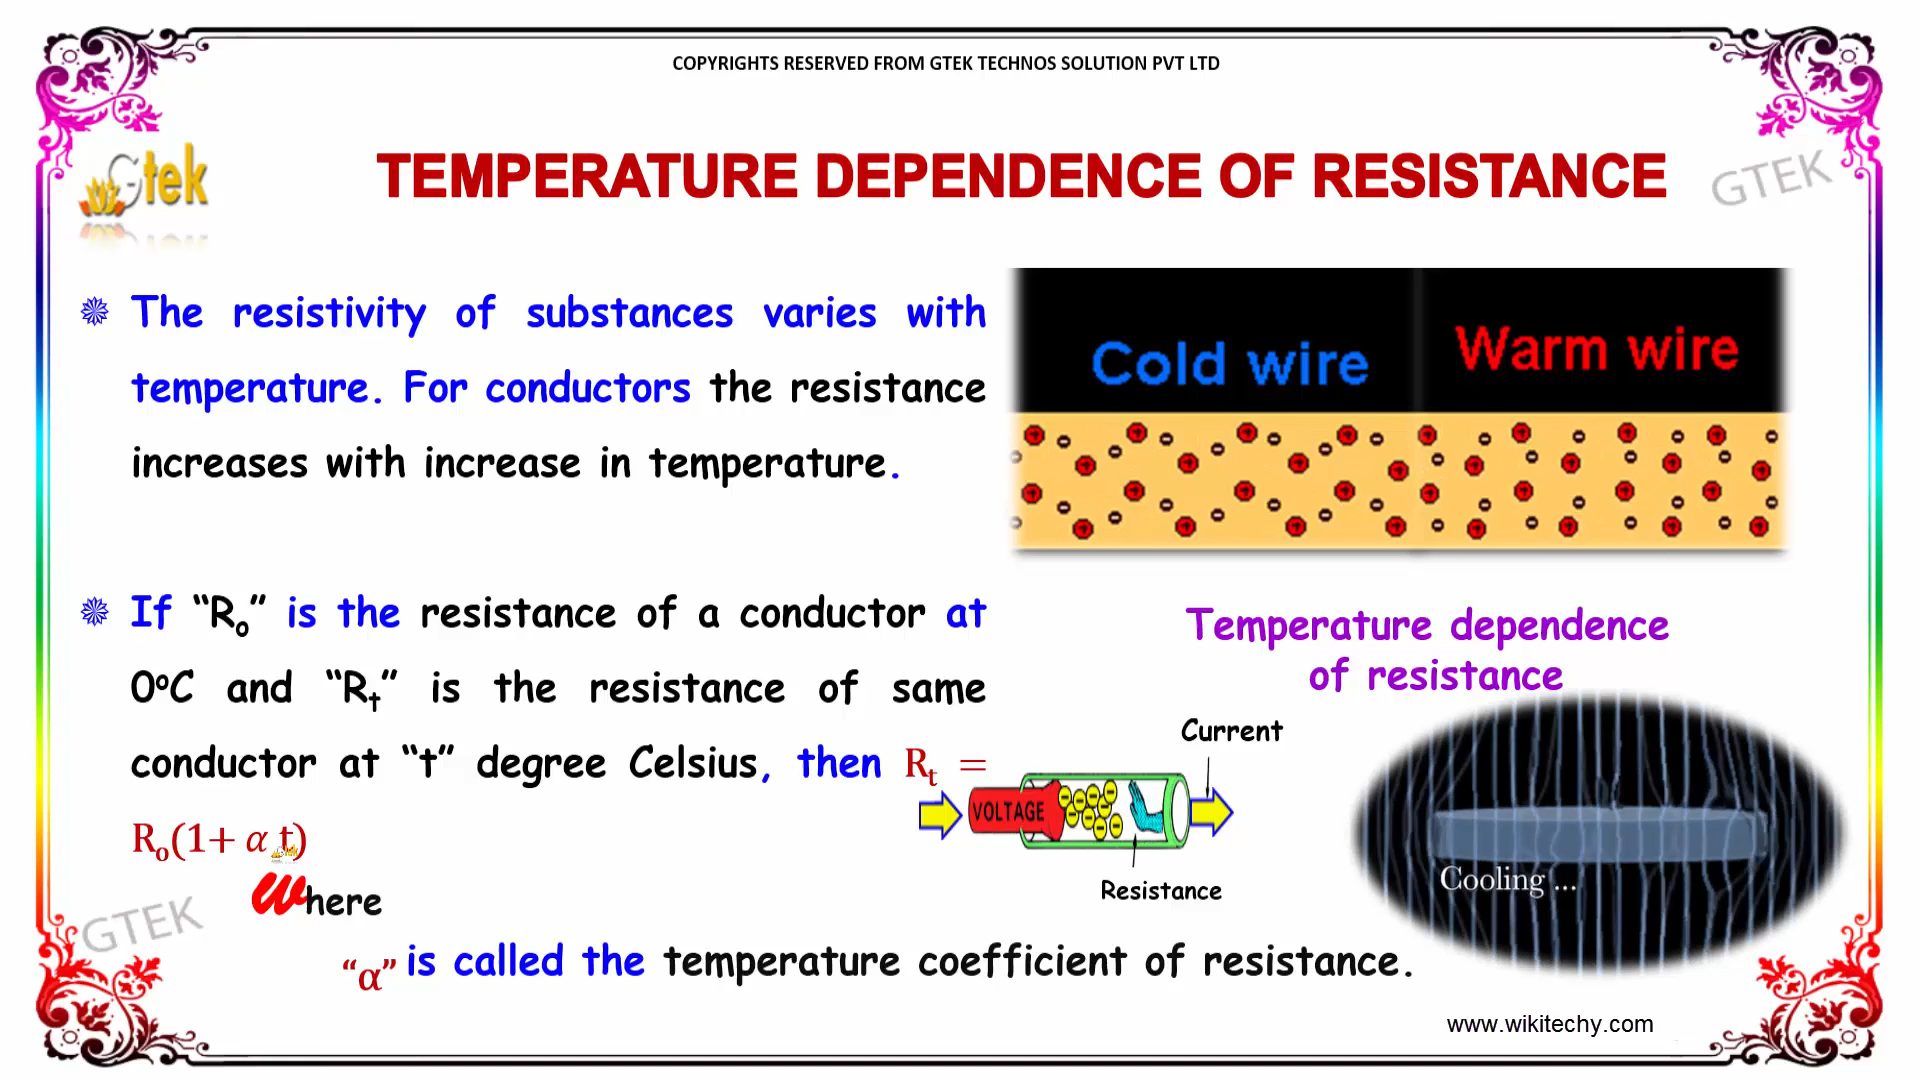 COPYRIGHTS RESERVED FROM GTEK TECHNOS SOLUTION PVT LTD
Gtek
TEMPERATURE DEPENDENCE OF RESISTANCE
GTEK
The resistivity of substances varies with
temperature. For conductors the resistance
increases with increase in temperature.
Cold wire
Warm wire
If “Rₒ” is the resistance of a conductor at
0ᵒC and “Rₜ” is the resistance of same
conductor at “t” degree Celsius, then Rₜ =
Rₒ(1+ α t)
where
“α” is called the temperature coefficient of resistance.
Temperature dependence
of resistance
Current
VOLTAGE
Resistance
Cooling ...
GTEK
www.wikitechy.com